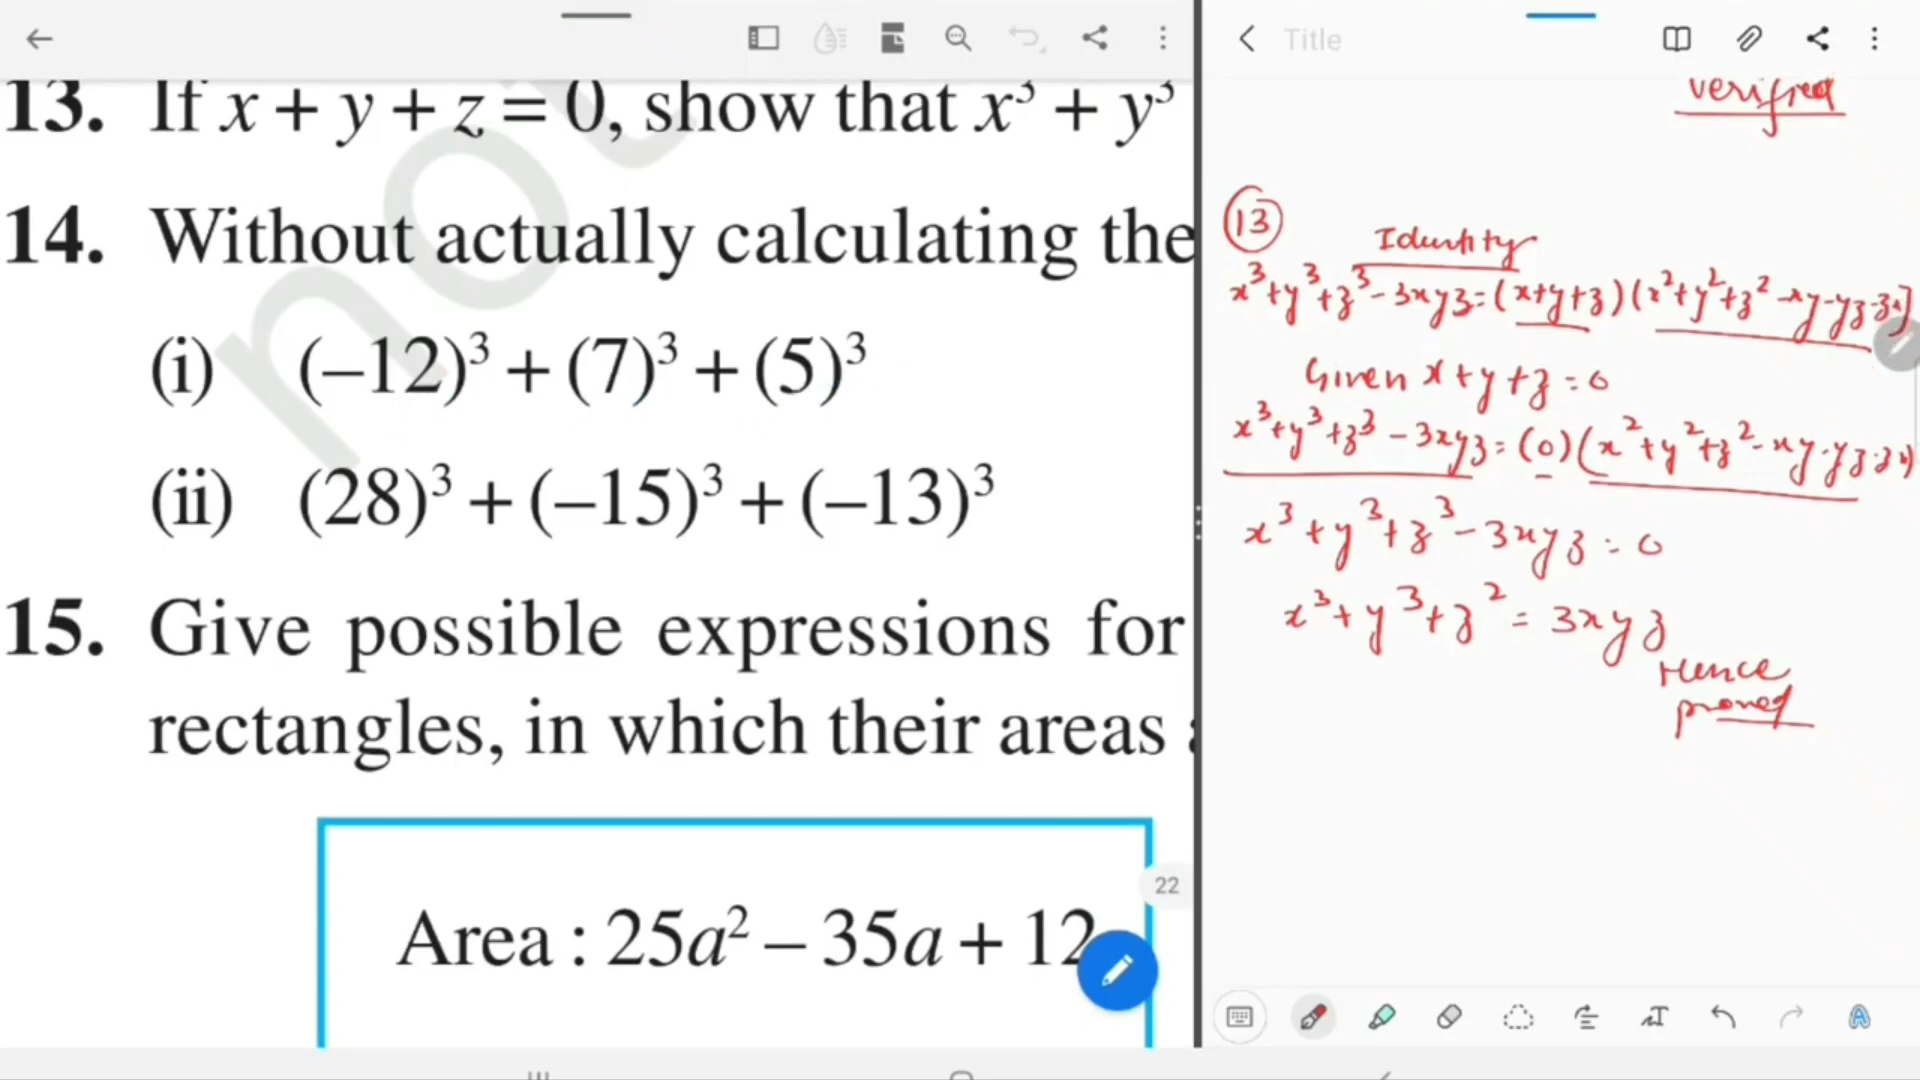 Title
13. If x + y + z = 0, show that x³ + y³
14. Without actually calculating the
(i) (–12)³ + (7)³ + (5)³
(ii) (28)³ + (–15)³ + (–13)³
15. Give possible expressions for
rectangles, in which their areas
Area : 25a² – 35a + 12
22
not
verified
13
Identity
x³+y³+z³-3xyz=(x+y+z)(x²+y²+z²-xy-yz-zx)
Given x+y+z=0
x³+y³+z³-3xyz=(0)(x²+y²+z²-xy-yz-zx)
x³+y³+z³-3xyz=0
x³+y³+z²=3xyz
Hence
proved